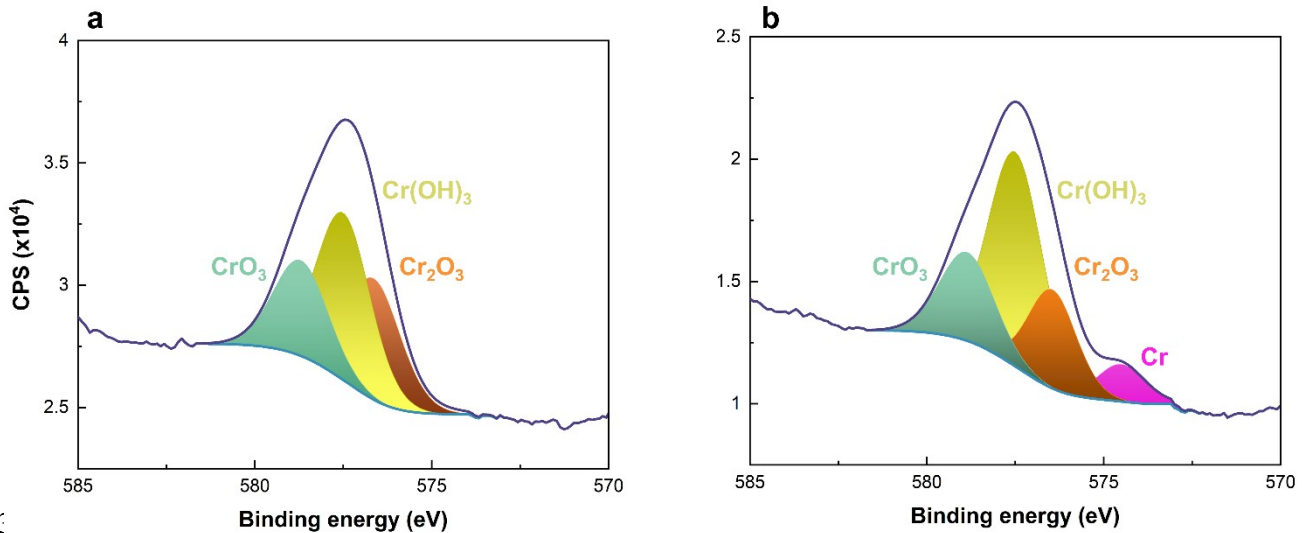 a
4
3.5
3
2.5
CPS (x10⁴)
585
580
575
570
Binding energy (eV)
CrO₃
Cr(OH)₃
Cr₂O₃
b
2.5
2
1.5
1
585
580
575
570
Binding energy (eV)
CrO₃
Cr(OH)₃
Cr₂O₃
Cr